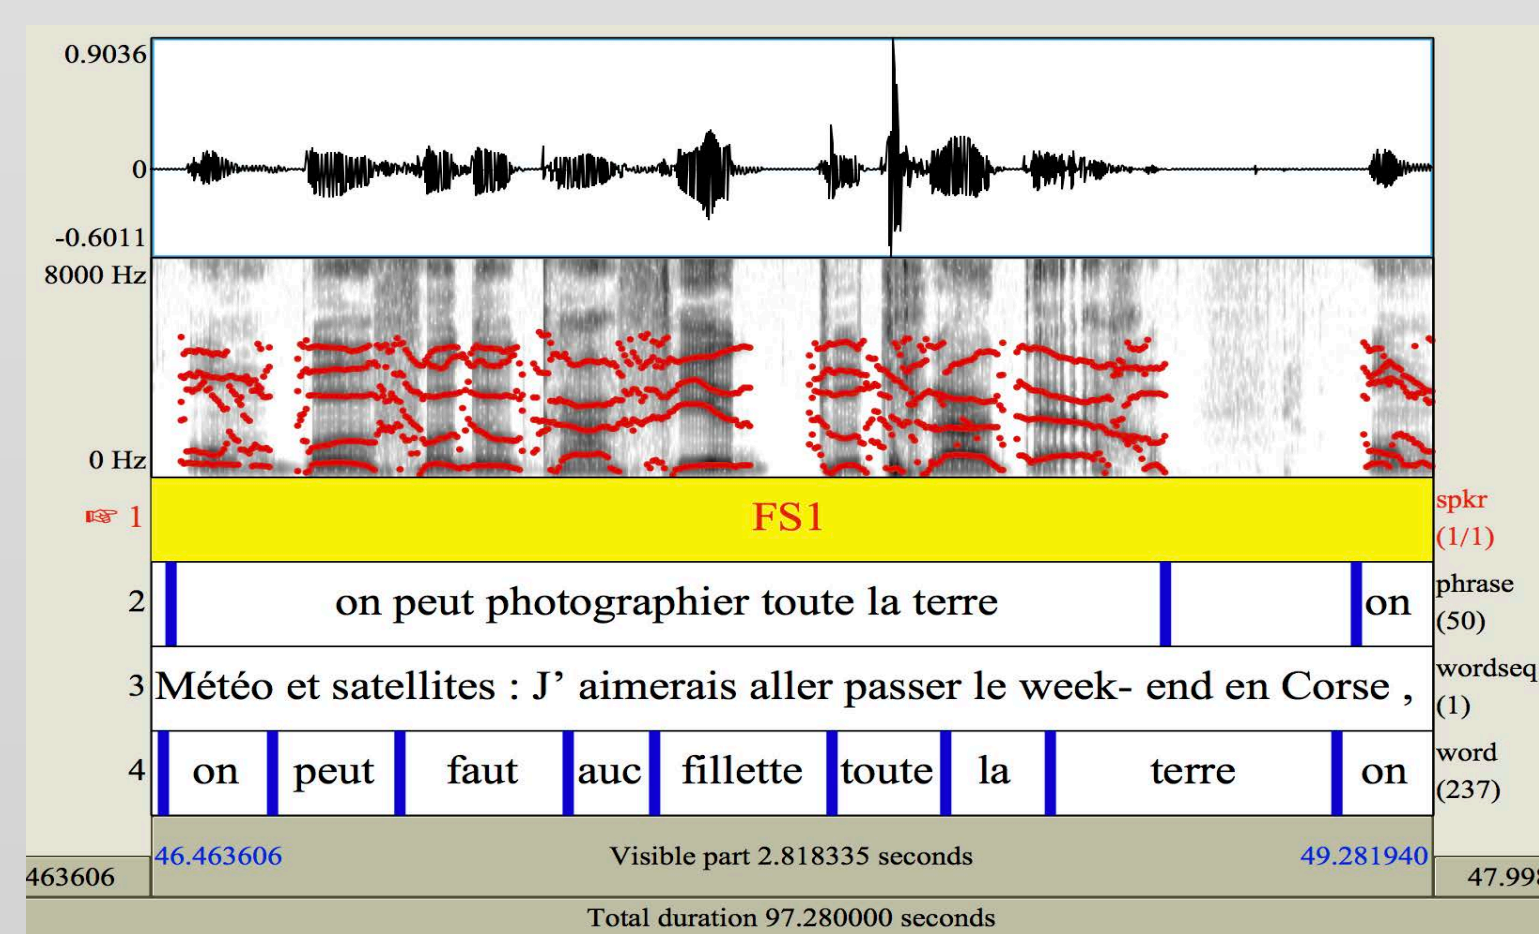 0.9036
0
-0.6011
8000 Hz
0 Hz
☞ 1 FS1 spkr
(1/1)
2 on peut photographier toute la terre on phrase
(50)
3 Météo et satellites : J’ aimerais aller passer le week- end en Corse , wordseq
(1)
4 on peut faut auc fillette toute la terre on word
(237)
46.463606 Visible part 2.818335 seconds 49.281940
463606 47.998
Total duration 97.280000 seconds